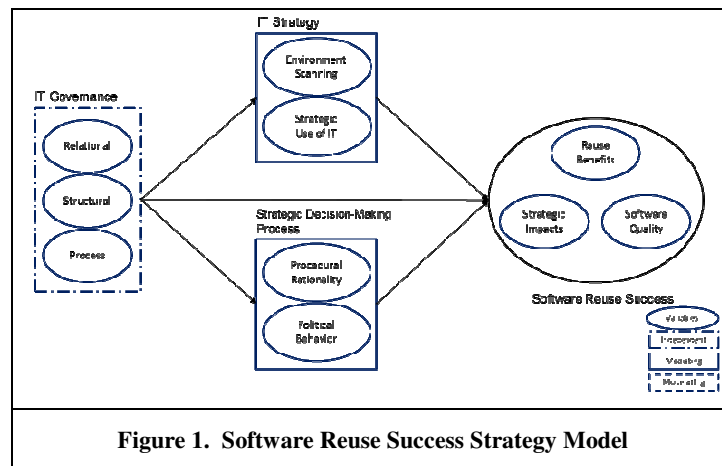 IT Strategy
Environment
Scanning
Strategic
Use of IT
IT Governance
Relational
Structural
Process
Strategic Decision-Making
Process
Procedural
Rationality
Political
Behavior
Reuse
Benefits
Strategic
Impacts
Software
Quality
Software Reuse Success
Variables
Figure 1. Software Reuse Success Strategy Model